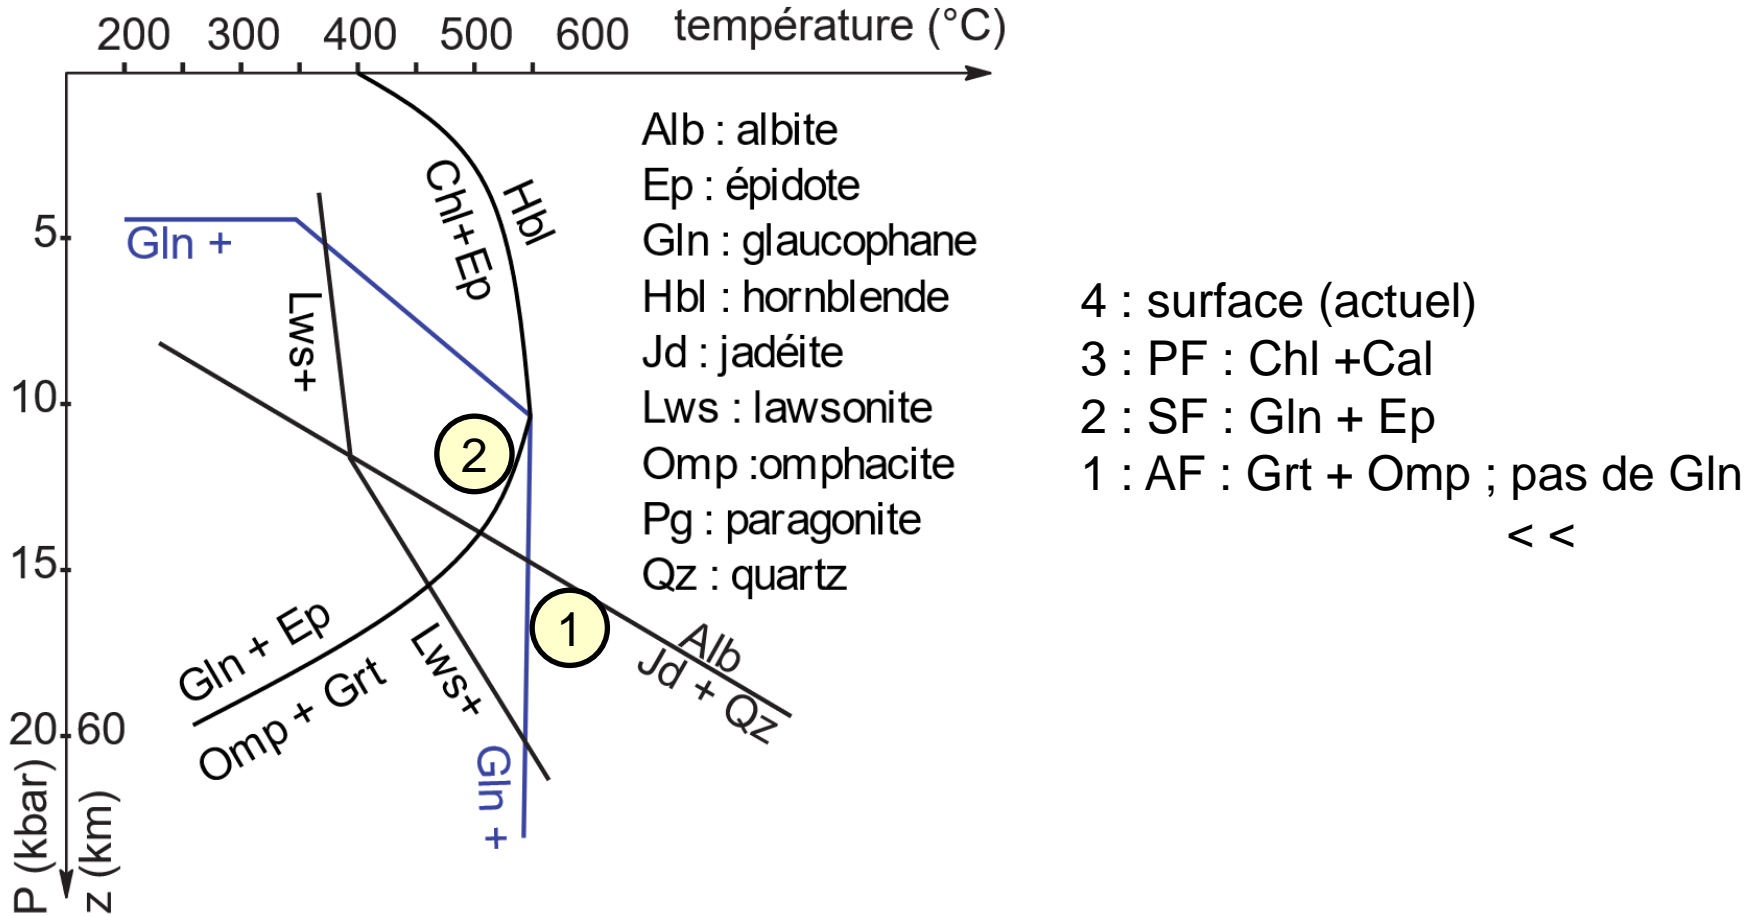 200 300 400 500 600 température (°C)
Alb : albite
Ep : épidote
Gln : glaucophane
Hbl : hornblende
Jd : jadéite
Lws : lawsonite
Omp :omphacite
Pg : paragonite
Qz : quartz
Chl+Ep
Hbl
5
Gln +
Lws+
10
2
15
1
Gln + Ep
Omp + Grt
Lws+
Alb
Jd + Qz
20 60
Gln +
P (kbar)
z (km)
4 : surface (actuel)
3 : PF : Chl +Cal
2 : SF : Gln + Ep
1 : AF : Grt + Omp ; pas de Gln
< <